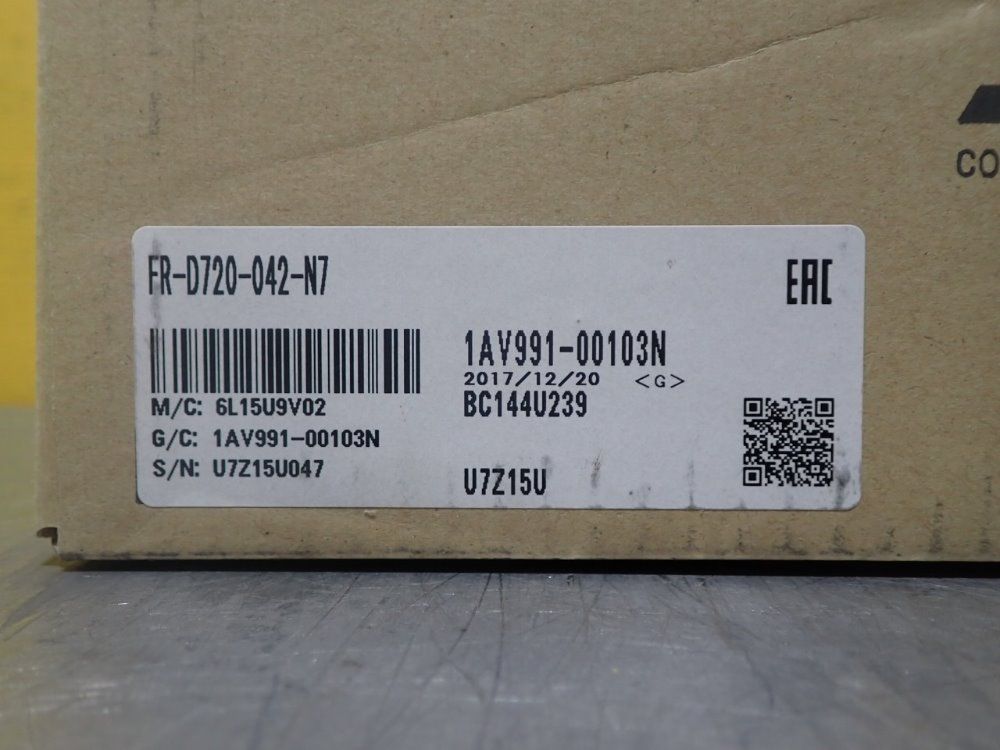 CO
FR-D720-042-N7
EAC
1AV991-00103N
2017/12/20 <G>
M/C: 6L15U9V02
BC144U239
G/C: 1AV991-00103N
S/N: U7Z15U047
U7Z15U